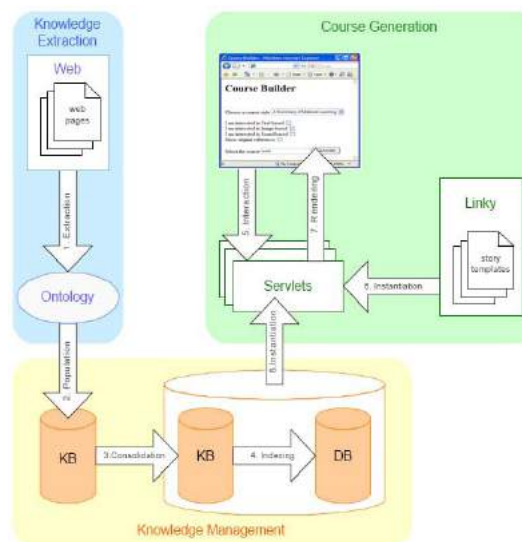 Knowledge
Extraction
Web
web
pages
1. Extraction
Ontology
2. Population
KB
3.Consolidation
KB
4. Indexing
DB
Knowledge Management
Course Generation
Course Builder
5. Interaction
7. Rendering
Servlets
6.Instantiation
6. Instantiation
Linky
story
templates